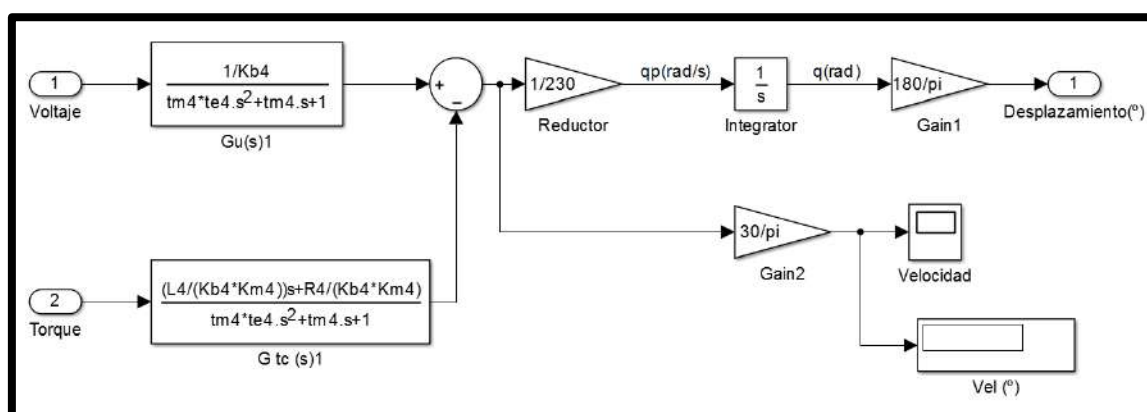 1
Voltaje
1/Kb4
tm4*te4.s²+tm4.s+1
Gu(s)1
+
−
1/230
Reductor
qp(rad/s)
1
s
Integrator
q(rad)
180/pi
Gain1
1
Desplazamiento(º)
30/pi
Gain2
Velocidad
Vel (º)
2
Torque
(L4/(Kb4*Km4))s+R4/(Kb4*Km4)
tm4*te4.s²+tm4.s+1
G tc (s)1